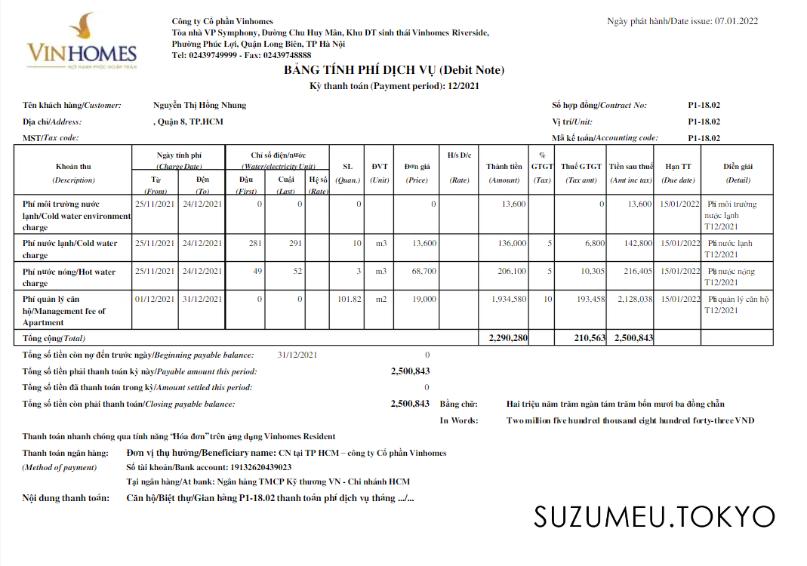 Công ty Cổ phần Vinhomes
Ngày phát hành/Date issue: 07.01.2022
Tòa nhà VP Symphony, Đường Chu Huy Mân, Khu ĐT sinh thái Vinhomes Riverside,
Phường Phúc Lợi, Quận Long Biên, TP Hà Nội
Tel: 02439749999 - Fax: 02439748888
VINHOMES
NƠI HẠNH PHÚC NGẬP TRÀN
BẢNG TÍNH PHÍ DỊCH VỤ (Debit Note)
Kỳ thanh toán (Payment period): 12/2021
Tên khách hàng/Customer: Nguyễn Thị Hồng Nhung Số hợp đồng/Contract No: P1-18.02
Địa chỉ/Address: , Quận 8, TP.HCM Vị trí/Unit: P1-18.02
MST/Tax code: Mã kế toán/Accounting code: P1-18.02
Khoản thu (Description) Ngày tính phí (Charge Date) Từ (From) Đến (To) Chỉ số điện/nước (Water/electricity Unit) Đầu (First) Cuối (Last) Hệ số (Rate) SL (Quan.) ĐVT (Unit) Đơn giá (Price) H/s Đ/c (Rate) Thành tiền (Amount) % GTGT (Tax) Thuế GTGT (Tax amt) Tiền sau thuế (Amt inc tax) Hạn TT (Due date) Diễn giải (Detail)
Phí môi trường nước lạnh/Cold water environment charge 25/11/2021 24/12/2021 0 0 0 0 13,600 0 13,600 15/01/2022 Phí môi trường nước lạnh T12/2021
Phí nước lạnh/Cold water charge 25/11/2021 24/12/2021 281 291 10 m3 13,600 136,000 5 6,800 142,800 15/01/2022 Phí nước lạnh T12/2021
Phí nước nóng/Hot water charge 25/11/2021 24/12/2021 49 52 3 m3 68,700 206,100 5 10,305 216,405 15/01/2022 Phí nước nóng T12/2021
Phí quản lý căn hộ/Management fee of Apartment 01/12/2021 31/12/2021 0 0 101.82 m2 19,000 1,934,580 10 193,458 2,128,038 15/01/2022 Phí quản lý căn hộ T12/2021
Tổng cộng(Total) 2,290,280 210,563 2,500,843
Tổng số tiền còn nợ đến trước ngày/Beginning payable balance: 31/12/2021 0
Tổng số tiền phải thanh toán kỳ này/Payable amount this period: 2,500,843
Tổng số tiền đã thanh toán trong kỳ/Amount settled this period: 0
Tổng số tiền còn phải thanh toán/Closing payable balance: 2,500,843 Bằng chữ: Hai triệu năm trăm ngàn tám trăm bốn mươi ba đồng chẵn
In Words: Two million five hundred thousand eight hundred forty-three VND
Thanh toán nhanh chóng qua tính năng "Hóa đơn" trên ứng dụng Vinhomes Resident
Thanh toán ngân hàng: Đơn vị thụ hưởng/Beneficiary name: CN tại TP HCM – công ty Cổ phần Vinhomes
(Method of payment) Số tài khoản/Bank account: 19132620439023
Tại ngân hàng/At bank: Ngân hàng TMCP Kỹ thương VN - Chi nhánh HCM
Nội dung thanh toán: Căn hộ/Biệt thự/Gian hàng P1-18.02 thanh toán phí dịch vụ tháng .../...
SUZUMEU.TOKYO